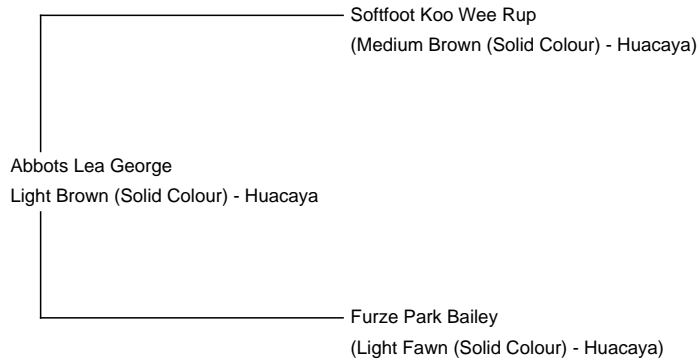 Softfoot Koo Wee Rup
(Medium Brown (Solid Colour) - Huacaya)
Abbots Lea George
Light Brown (Solid Colour) - Huacaya
Furze Park Bailey
(Light Fawn (Solid Colour) - Huacaya)